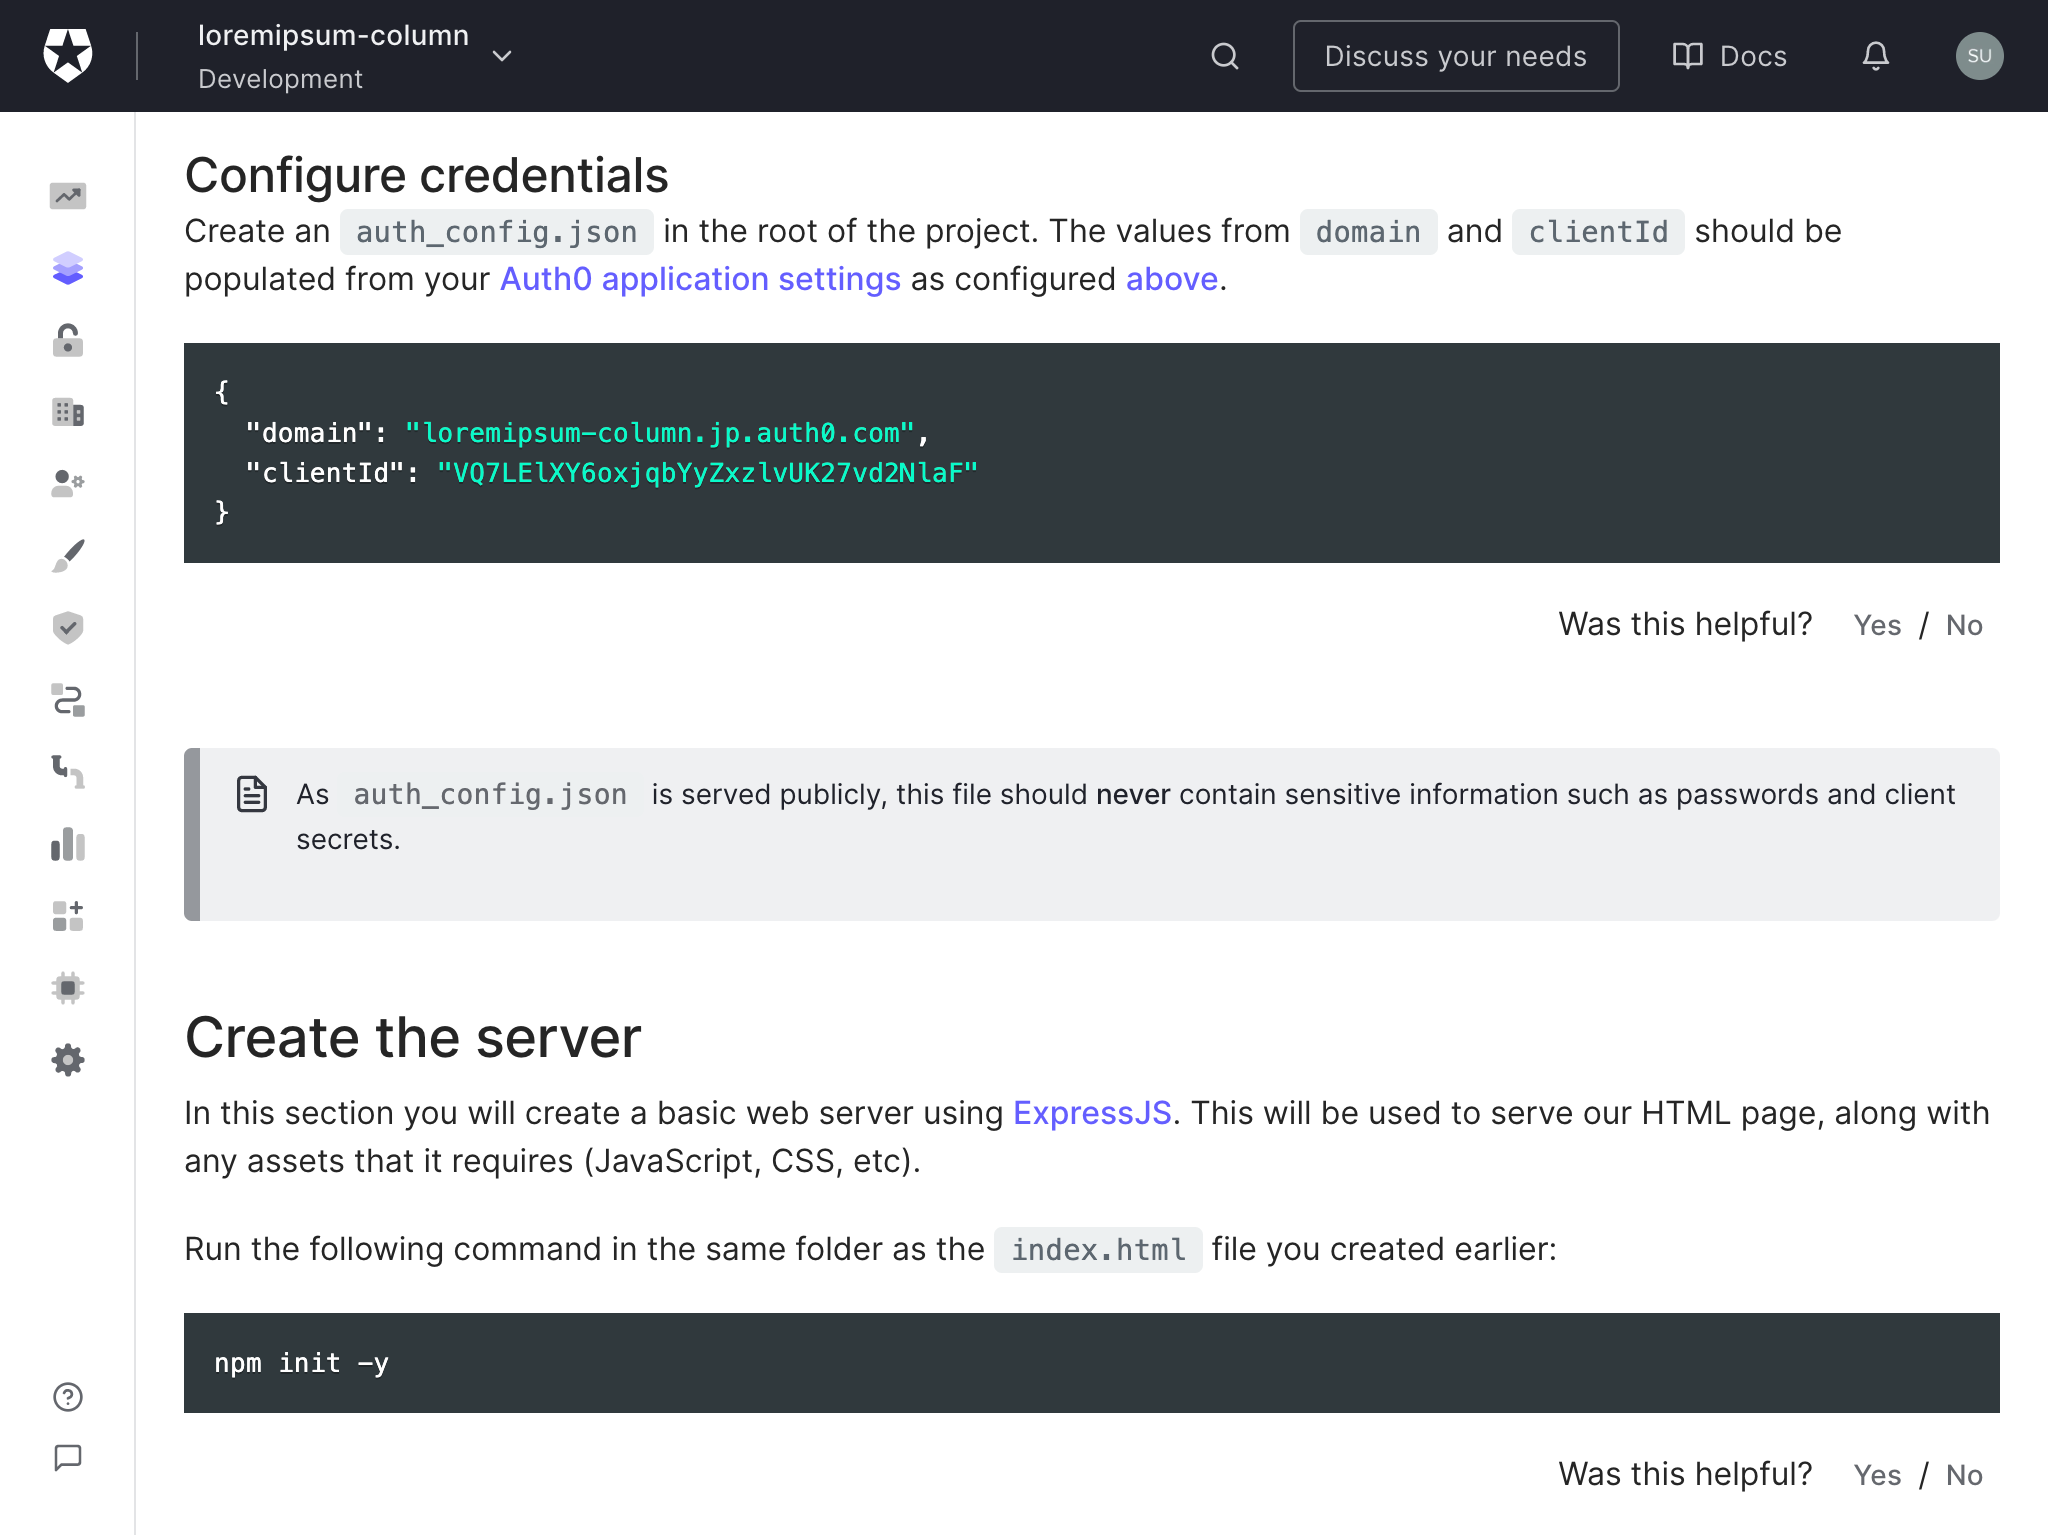 loremipsum-column
Development
Discuss your needs
Docs
SU
Configure credentials
Create an auth_config.json in the root of the project. The values from domain and clientId should be
populated from your Auth0 application settings as configured above.
{
"domain": "loremipsum-column.jp.auth0.com",
"clientId": "VQ7LElXY6oxjqbYyZxzlvUK27vd2NlaF"
}
Was this helpful? Yes / No
As auth_config.json is served publicly, this file should never contain sensitive information such as passwords and client
secrets.
Create the server
In this section you will create a basic web server using ExpressJS. This will be used to serve our HTML page, along with
any assets that it requires (JavaScript, CSS, etc).
Run the following command in the same folder as the index.html file you created earlier:
npm init -y
Was this helpful? Yes / No